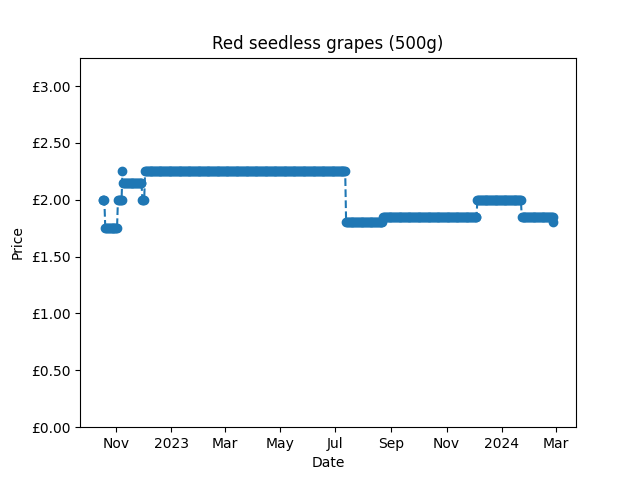 Red seedless grapes (500g)
£3.00
£2.50
£2.00
£1.50
£1.00
£0.50
£0.00
Price
Nov 2023 Mar May Jul Sep Nov 2024 Mar
Date